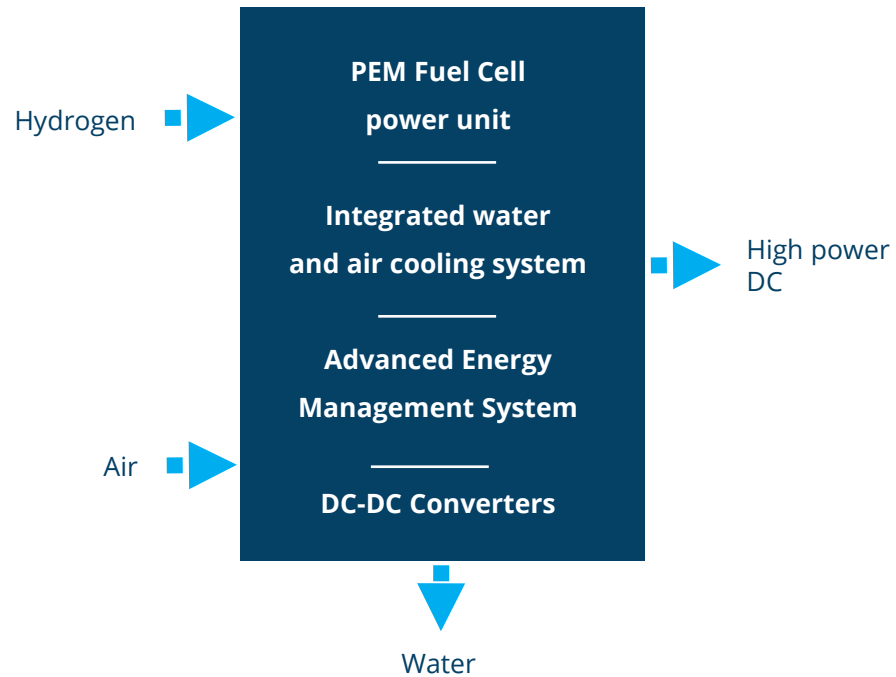 PEM Fuel Cell
power unit
Hydrogen
Integrated water
and air cooling system
High power
DC
Advanced Energy
Management System
Air
DC-DC Converters
Water